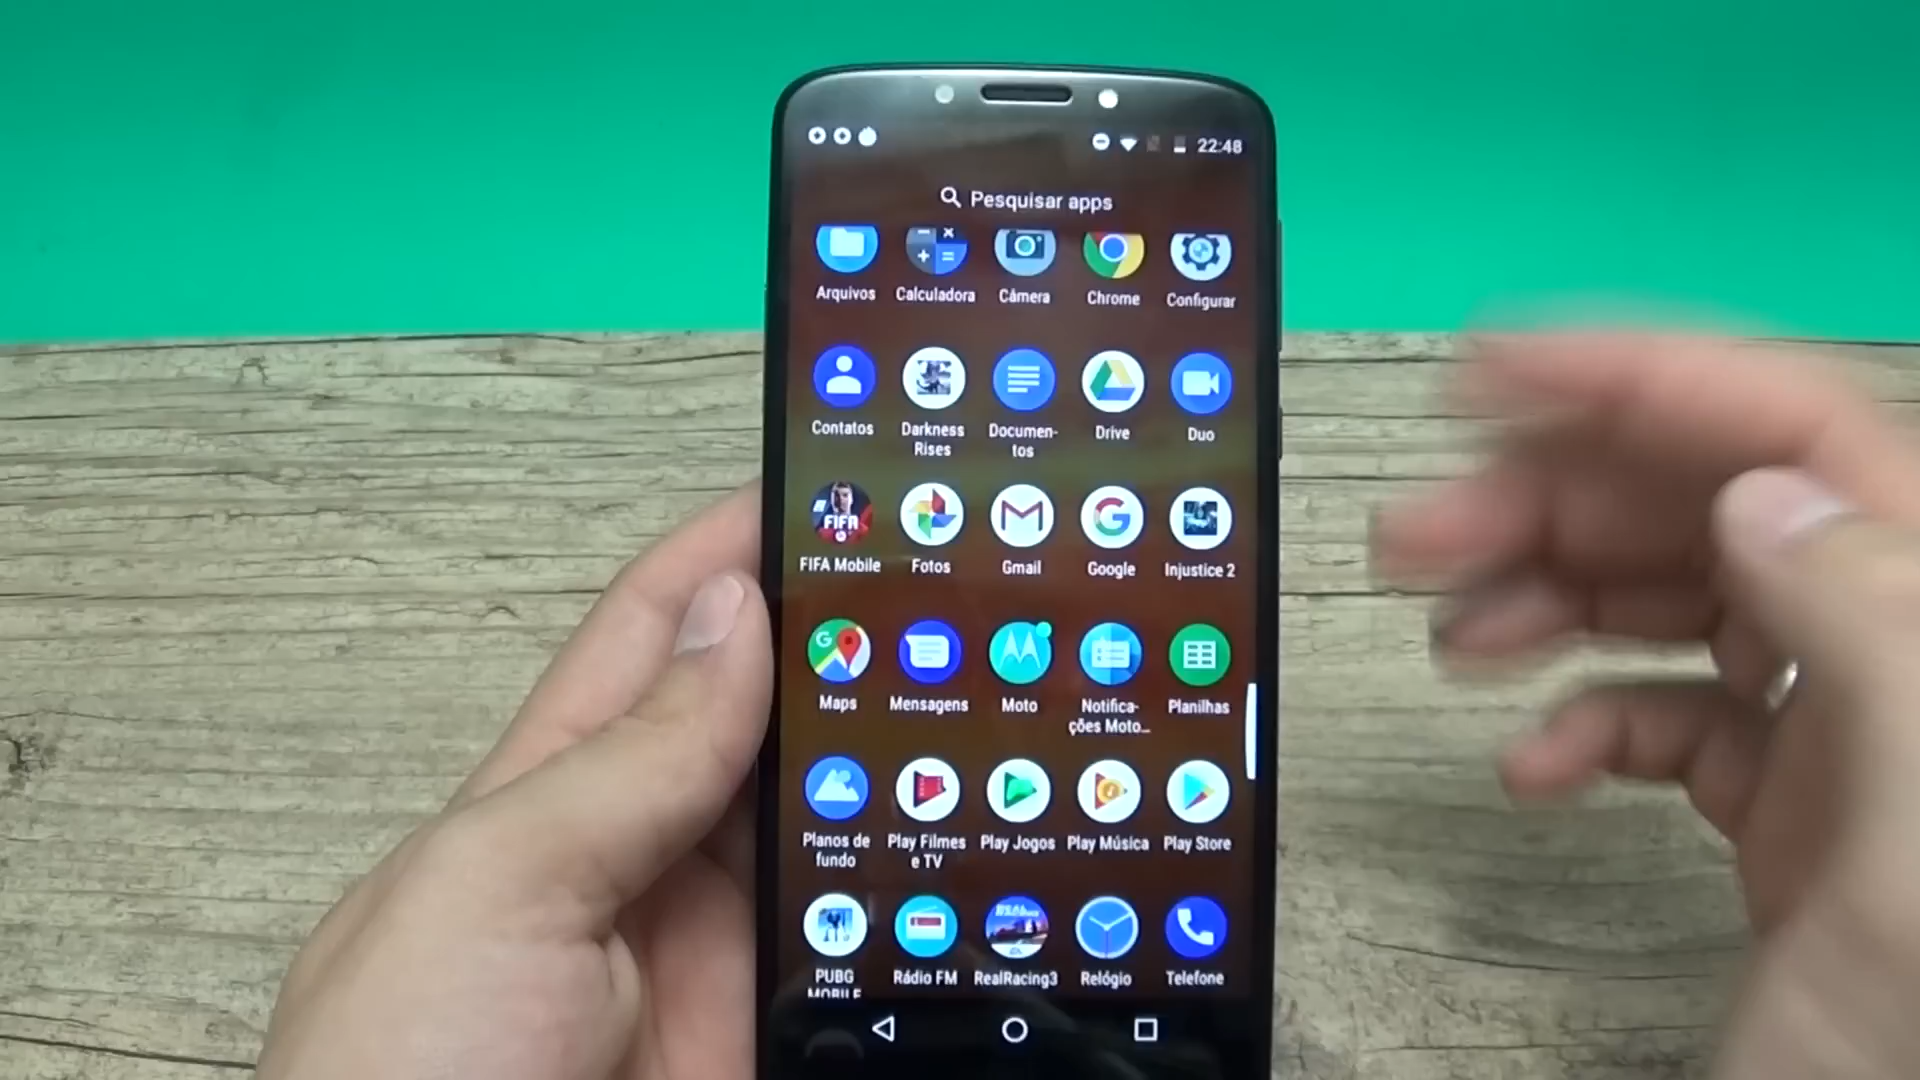 22:48
Pesquisar apps
Arquivos Calculadora Câmera Chrome Configurar
Contatos Darkness Documen- Drive Duo
Rises tos
FIFA
FIFA Mobile Fotos Gmail Google Injustice 2
Maps Mensagens Moto Notifica- Planilhas
ções Moto...
Planos de Play Filmes Play Jogos Play Música Play Store
fundo e TV
PUBG Rádio FM RealRacing3 Relógio Telefone
MOBILE